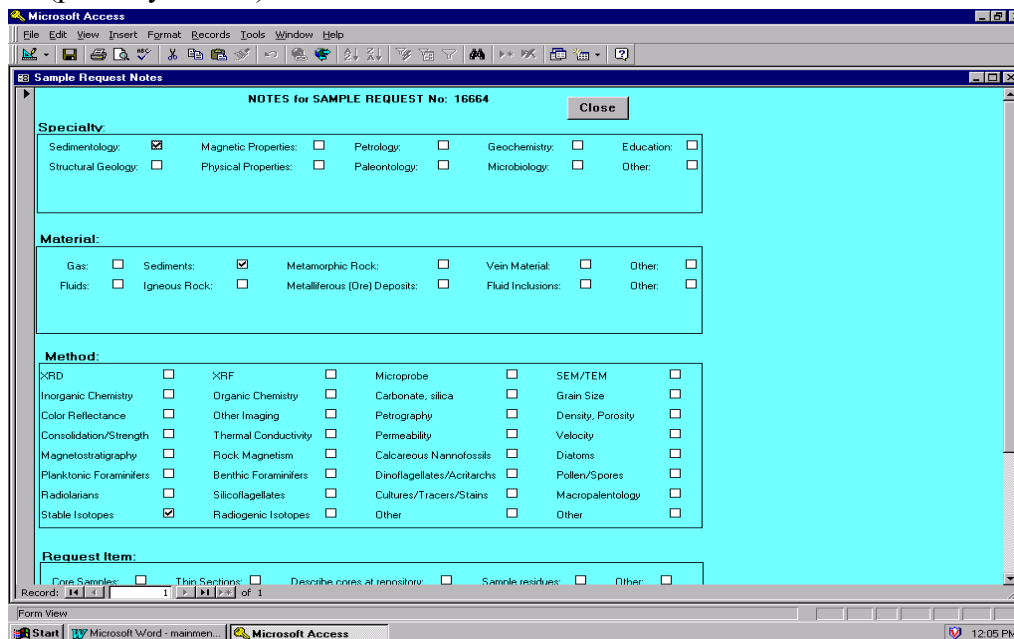 Microsoft Access
File Edit View Insert Format Records Tools Window Help
Sample Request Notes
NOTES for SAMPLE REQUEST No: 16664 Close
Specialty:
Sedimentology: Magnetic Properties: Petrology: Geochemistry: Education:
Structural Geology: Physical Properties: Paleontology: Microbiology: Other:
Material:
Gas: Sediments: Metamorphic Rock: Vein Material: Other:
Fluids: Igneous Rock: Metalliferous (Ore) Deposits: Fluid Inclusions: Other:
Method:
XRD XRF Microprobe SEM/TEM
Inorganic Chemistry Organic Chemistry Carbonate, silica Grain Size
Color Reflectance Other Imaging Petrography Density, Porosity
Consolidation/Strength Thermal Conductivity Permeability Velocity
Magnetostratigraphy Rock Magnetism Calcareous Nannofossils Diatoms
Planktonic Foraminifers Benthic Foraminifers Dinoflagellates/Acritarchs Pollen/Spores
Radiolarians Silicoflagellates Cultures/Tracers/Stains Macropalentology
Stable Isotopes Radiogenic Isotopes Other Other
Request Item:
Core Samples: Thin Sections: Describe cores at repository: Sample residues: Other:
Record: 1 of 1
Form View
Start Microsoft Word - mainmen... Microsoft Access 12:05 PM